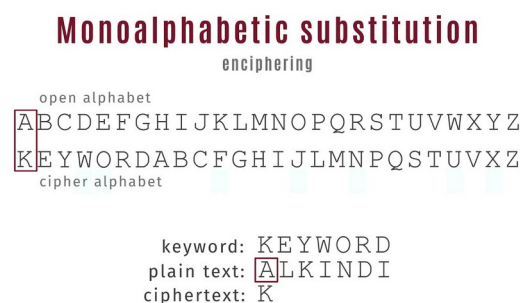 Monoalphabetic substitution
enciphering
open alphabet
ABCDEFGHIJKLMNOPQRSTUVWXYZ
KEYWORDABCFGHIJLMNPQSTUVXZ
cipher alphabet
keyword: KEYWORD
plain text: ALKINDI
ciphertext: K